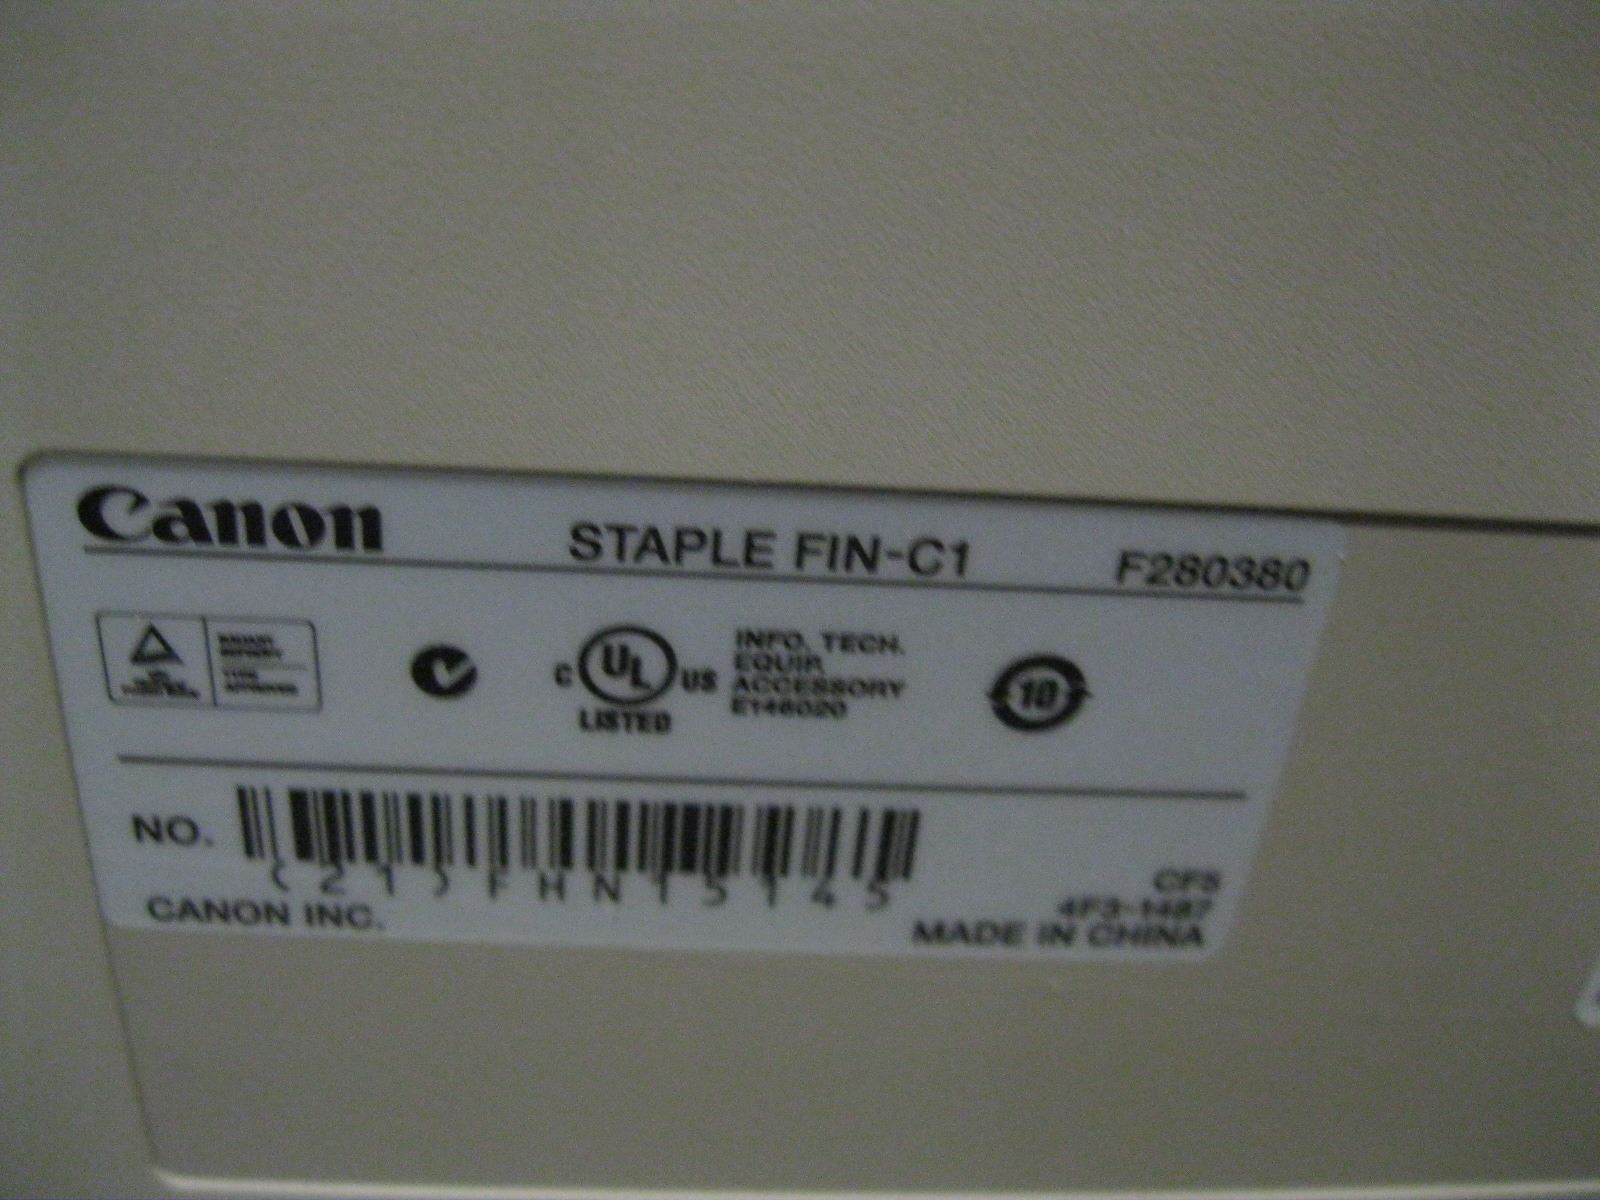 Canon STAPLE FIN-C1 F280380
C UL US LISTED
INFO. TECH.
EQUIP.
ACCESSORY
E146020
10
NO.
CANON INC.
CF5
4F3-1487
MADE IN CHINA